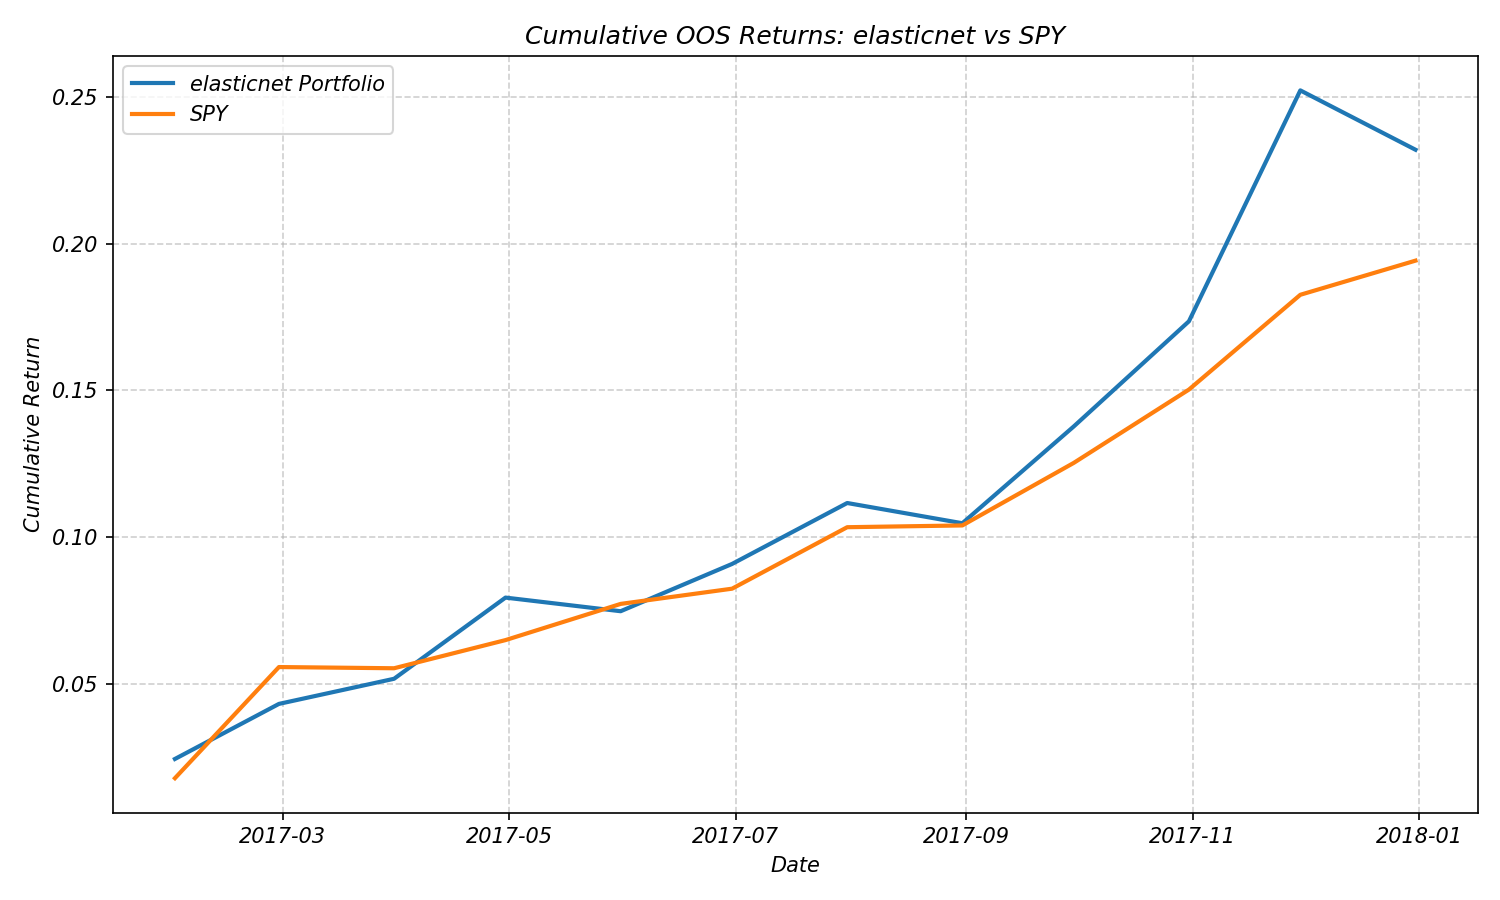 Cumulative OOS Returns: elasticnet vs SPY
elasticnet Portfolio
SPY
0.25
0.20
0.15
0.10
0.05
Cumulative Return
2017-03
2017-05
2017-07
2017-09
2017-11
2018-01
Date